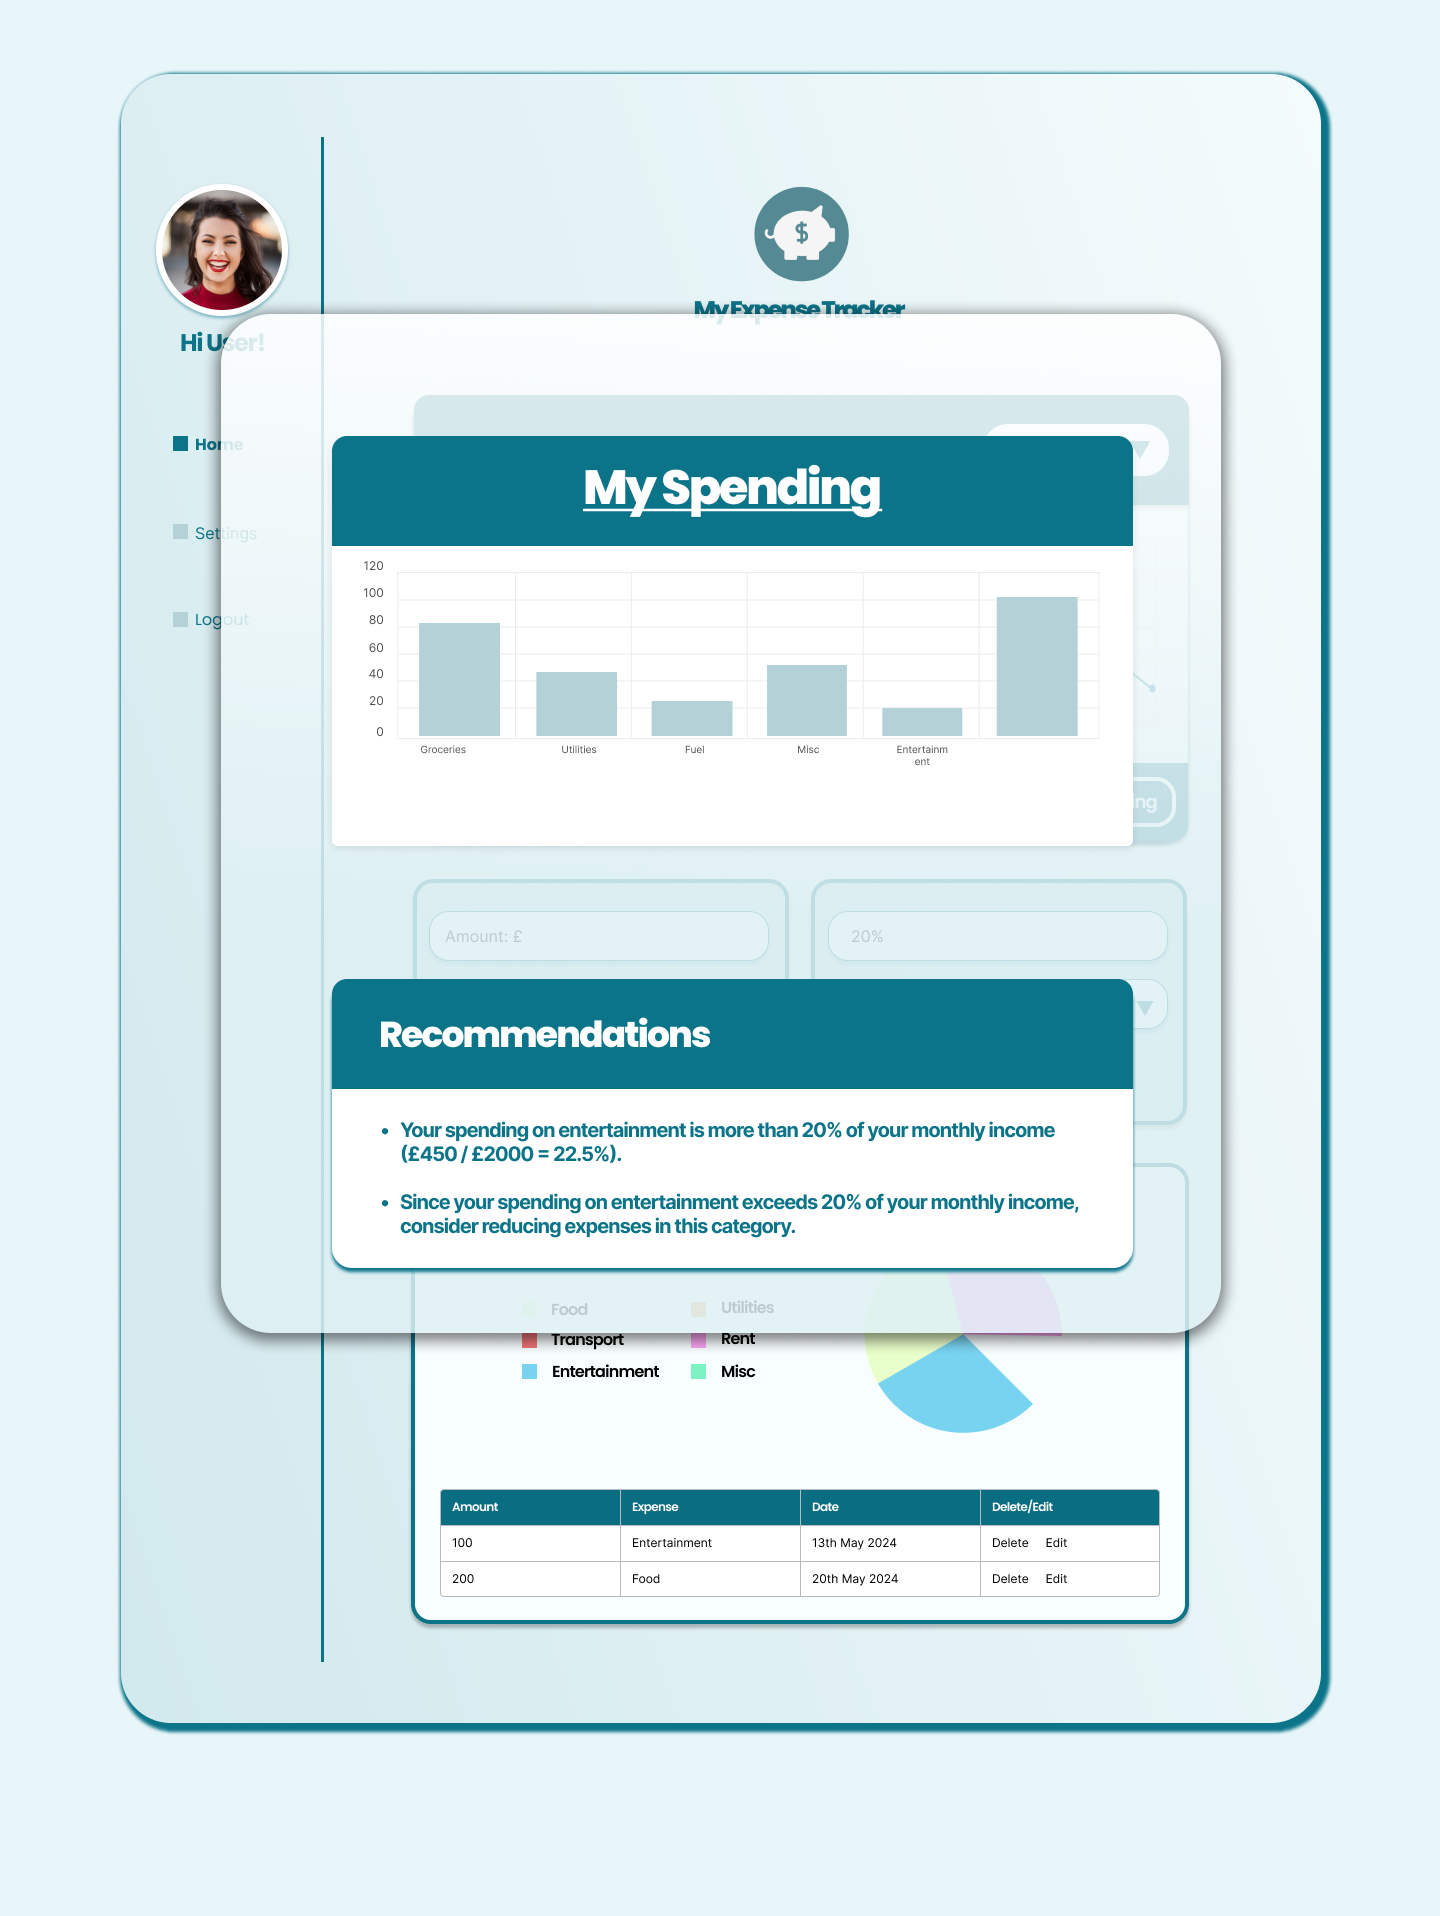 My Expense Tracker
Hi User!
Home
Settings
Logout
My Spending
120
100
80
60
40
20
0
Groceries
Utilities
Fuel
Misc
Entertainm
ent
ing
Amount: £
20%
Recommendations
• Your spending on entertainment is more than 20% of your monthly income
(£450 / £2000 = 22.5%).
• Since your spending on entertainment exceeds 20% of your monthly income,
consider reducing expenses in this category.
Food Utilities
Transport Rent
Entertainment Misc
Amount Expense Date Delete/Edit
100 Entertainment 13th May 2024 Delete Edit
200 Food 20th May 2024 Delete Edit